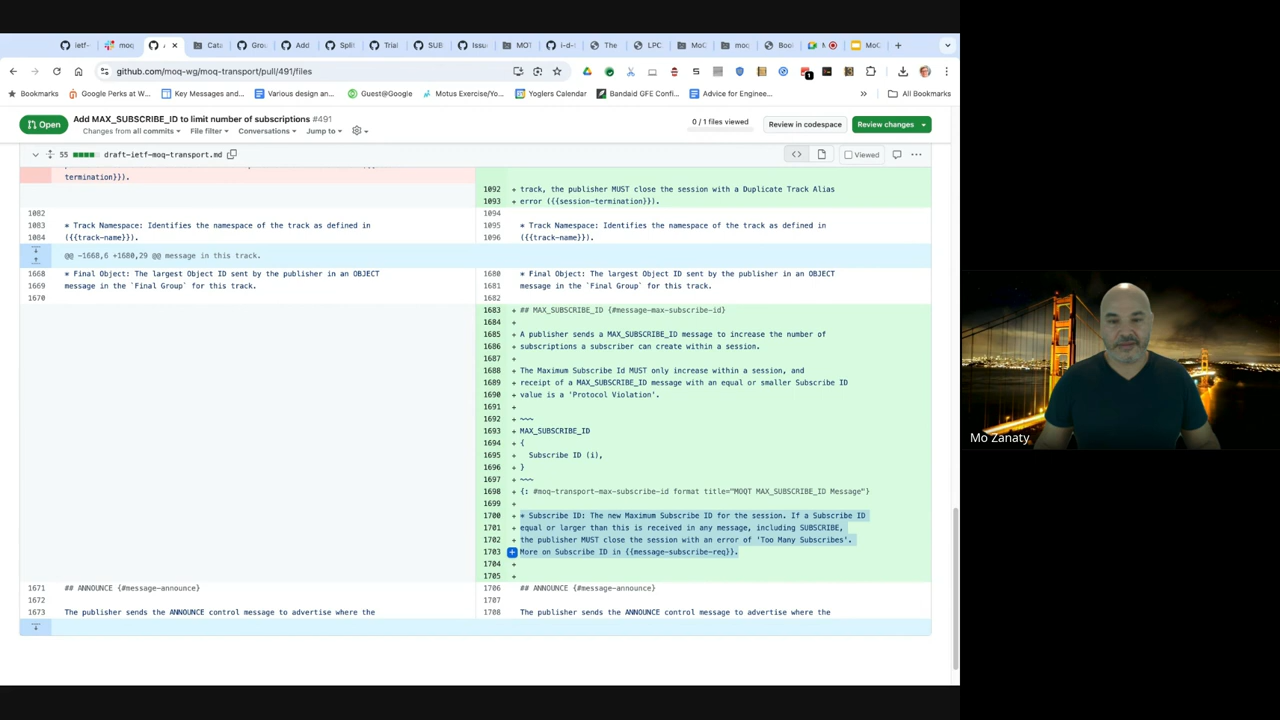 ietf-
moq
Cata
Gro
Add
Split
Trial
SUB
Issu
MOT
i-d-s
The
LPC
MoC
moq
Boo
M
MoC
github.com/moq-wg/moq-transport/pull/491/files
Bookmarks
Google Perks at W...
Key Messages and...
Various design an...
Guest@Google
Motus Exercise/Yo...
Yoglers Calendar
Bandaid GFE Confi...
Advice for Enginee...
»
All Bookmarks
Open
Add MAX_SUBSCRIBE_ID to limit number of subscriptions #491
Changes from all commits
File filter
Conversations
Jump to
0 / 1 files viewed
Review in codespace
Review changes
55
draft-ietf-moq-transport.md
Viewed
termination}}).
1092 + track, the publisher MUST close the session with a Duplicate Track Alias
1093 + error ({{session-termination}}).
1082 1094
1083 * Track Namespace: Identifies the namespace of the track as defined in 1095 * Track Namespace: Identifies the namespace of the track as defined in
1084 ({{track-name}}). 1096 ({{track-name}}).
@@ -1668,6 +1680,29 @@ message in this track.
1668 * Final Object: The largest Object ID sent by the publisher in an OBJECT 1680 * Final Object: The largest Object ID sent by the publisher in an OBJECT
1669 message in the `Final Group` for this track. 1681 message in the `Final Group` for this track.
1670 1682
1683 + ## MAX_SUBSCRIBE_ID {#message-max-subscribe-id}
1684 +
1685 + A publisher sends a MAX_SUBSCRIBE_ID message to increase the number of
1686 + subscriptions a subscriber can create within a session.
1687 +
1688 + The Maximum Subscribe Id MUST only increase within a session, and
1689 + receipt of a MAX_SUBSCRIBE_ID message with an equal or smaller Subscribe ID
1690 + value is a 'Protocol Violation'.
1691 +
1692 + ~~~
1693 + MAX_SUBSCRIBE_ID
1694 + {
1695 + Subscribe ID (i),
1696 + }
1697 + ~~~
1698 + {: #moq-transport-max-subscribe-id format title="MOQT MAX_SUBSCRIBE_ID Message"}
1699 +
1700 + * Subscribe ID: The new Maximum Subscribe ID for the session. If a Subscribe ID
1701 + equal or larger than this is received in any message, including SUBSCRIBE,
1702 + the publisher MUST close the session with an error of 'Too Many Subscribes'.
1703 + More on Subscribe ID in {{message-subscribe-req}}.
1704 +
1705 +
1671 ## ANNOUNCE {#message-announce} 1706 ## ANNOUNCE {#message-announce}
1672 1707
1673 The publisher sends the ANNOUNCE control message to advertise where the 1708 The publisher sends the ANNOUNCE control message to advertise where the
Mo Zanaty